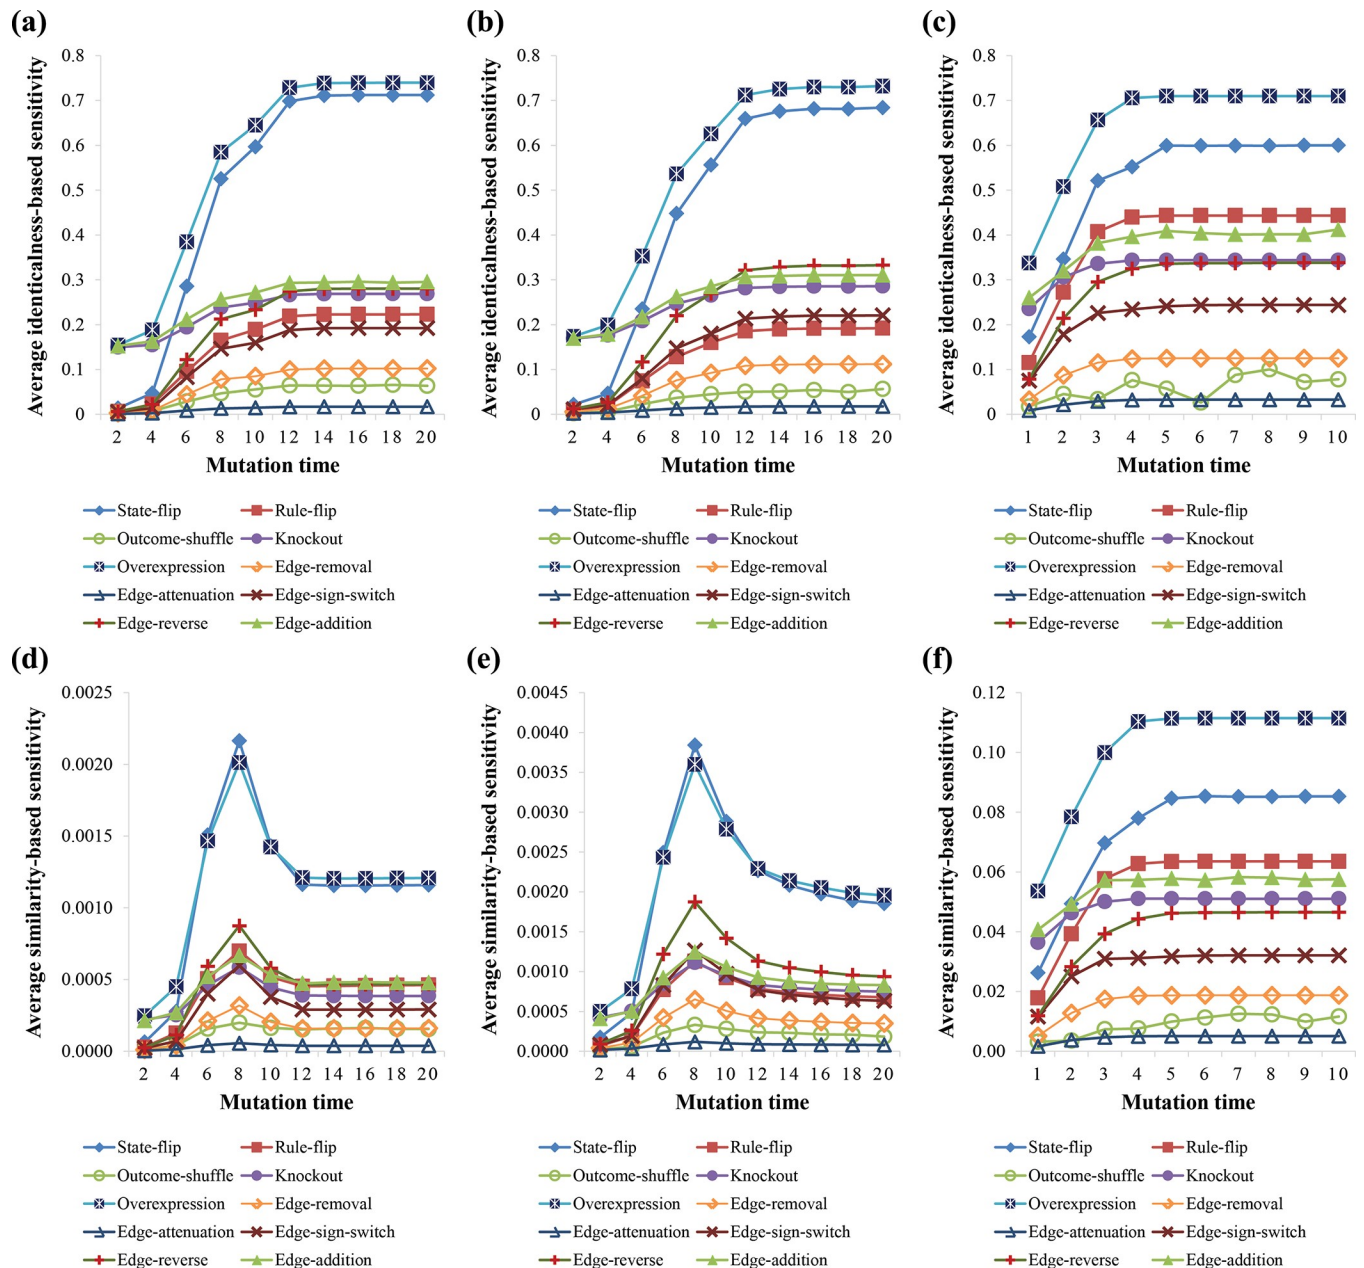 (a)
Average identicalness-based sensitivity
0.8
0.7
0.6
0.5
0.4
0.3
0.2
0.1
0
2 4 6 8 10 12 14 16 18 20
Mutation time
State-flip Rule-flip
Outcome-shuffle Knockout
Overexpression Edge-removal
Edge-attenuation Edge-sign-switch
Edge-reverse Edge-addition
(b)
Average identicalness-based sensitivity
0.8
0.7
0.6
0.5
0.4
0.3
0.2
0.1
0
2 4 6 8 10 12 14 16 18 20
Mutation time
State-flip Rule-flip
Outcome-shuffle Knockout
Overexpression Edge-removal
Edge-attenuation Edge-sign-switch
Edge-reverse Edge-addition
(c)
Average identicalness-based sensitivity
0.8
0.7
0.6
0.5
0.4
0.3
0.2
0.1
0
1 2 3 4 5 6 7 8 9 10
Mutation time
State-flip Rule-flip
Outcome-shuffle Knockout
Overexpression Edge-removal
Edge-attenuation Edge-sign-switch
Edge-reverse Edge-addition
(d)
Average similarity-based sensitivity
0.0025
0.0020
0.0015
0.0010
0.0005
0.0000
2 4 6 8 10 12 14 16 18 20
Mutation time
State-flip Rule-flip
Outcome-shuffle Knockout
Overexpression Edge-removal
Edge-attenuation Edge-sign-switch
Edge-reverse Edge-addition
(e)
Average similarity-based sensitivity
0.0045
0.0040
0.0035
0.0030
0.0025
0.0020
0.0015
0.0010
0.0005
0.0000
2 4 6 8 10 12 14 16 18 20
Mutation time
State-flip Rule-flip
Outcome-shuffle Knockout
Overexpression Edge-removal
Edge-attenuation Edge-sign-switch
Edge-reverse Edge-addition
(f)
Average similarity-based sensitivity
0.12
0.10
0.08
0.06
0.04
0.02
0.00
1 2 3 4 5 6 7 8 9 10
Mutation time
State-flip Rule-flip
Outcome-shuffle Knockout
Overexpression Edge-removal
Edge-attenuation Edge-sign-switch
Edge-reverse Edge-addition